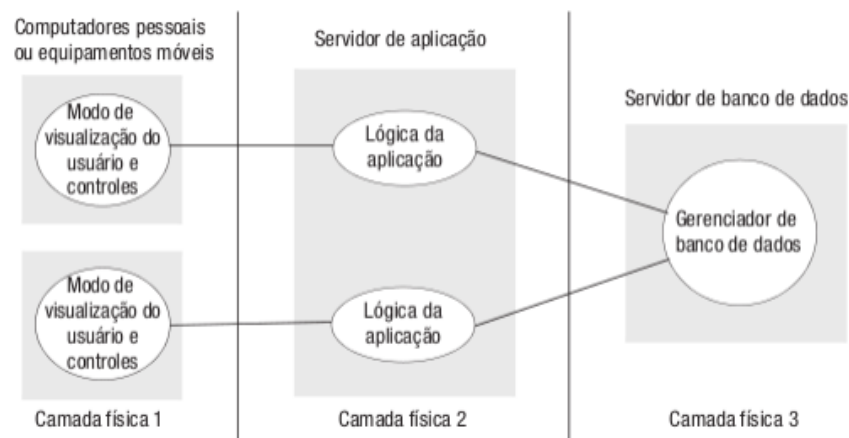 Computadores pessoais
ou equipamentos móveis
Servidor de aplicação
Servidor de banco de dados
Modo de
visualização do
usuário e
controles
Lógica da
aplicação
Gerenciador de
banco de dados
Modo de
visualização do
usuário e
controles
Lógica da
aplicação
Camada física 1
Camada física 2
Camada física 3